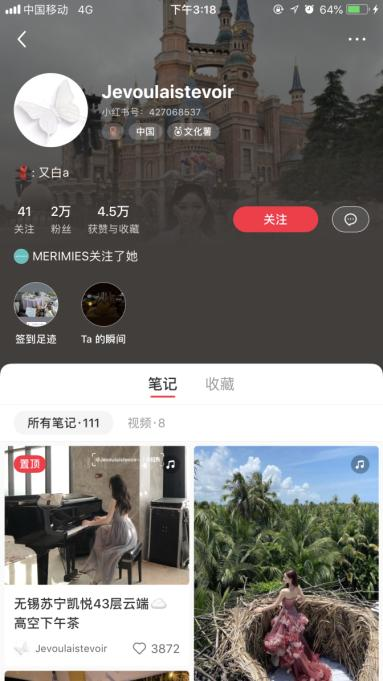 中国移动 4G 下午3:18 64%
Jevoulaistevoir
小红书号：427068537
中国 文化薯
: 又白a
41 2万 4.5万
关注 粉丝 获赞与收藏
关注
MERIMIES关注了她
签到足迹 Ta 的瞬间
笔记 收藏
所有笔记·111 视频·8
置顶
无锡苏宁凯悦43层云端☁️
高空下午茶
Jevoulaistevoir 3872